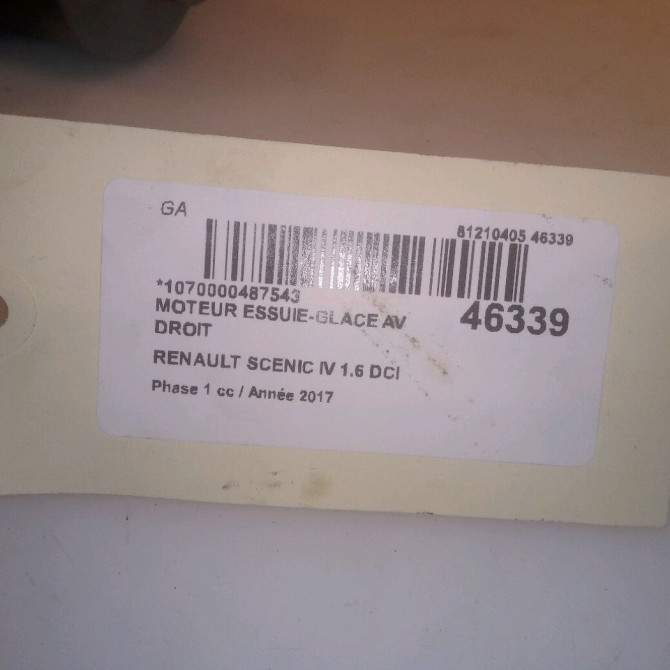 GA
81210405 46339
*1070000487543
MOTEUR ESSUIE-GLACE AV
46339
DROIT
RENAULT SCENIC IV 1.6 DCI
Phase 1 cc / Année 2017